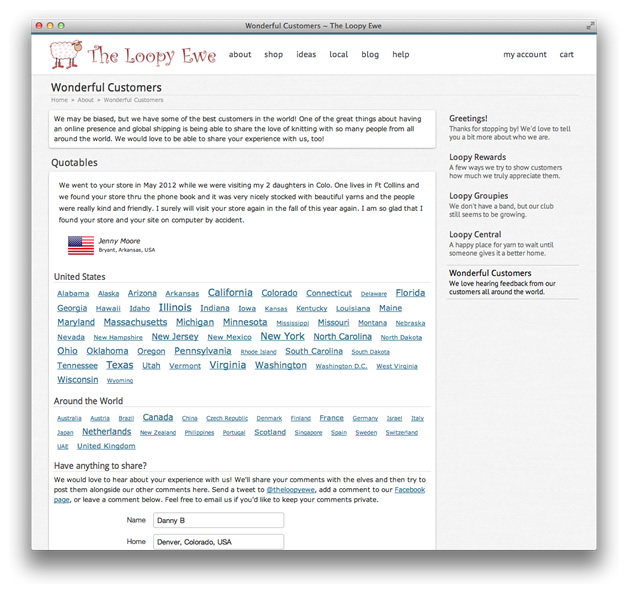 Wonderful Customers ~ The Loopy Ewe
The Loopy Ewe about shop ideas local blog help my account cart
Wonderful Customers
Home » About » Wonderful Customers
We may be biased, but we have some of the best customers in the world! One of the great things about having
an online presence and global shipping is being able to share the love of knitting with so many people from all
around the world. We would love to be able to share your experience with us, too!
Quotables
We went to your store in May 2012 while we were visiting my 2 daughters in Colo. One lives in Ft Collins and
we found your store thru the phone book and it was very nicely stocked with beautiful yarns and the people
were really kind and friendly. I surely will visit your store again in the fall of this year again. I am so glad that I
found your store and your site on computer by accident.
Jenny Moore
Bryant, Arkansas, USA
United States
Alabama Alaska Arizona Arkansas California Colorado Connecticut Delaware Florida
Georgia Hawaii Idaho Illinois Indiana Iowa Kansas Kentucky Louisiana Maine
Maryland Massachusetts Michigan Minnesota Mississippi Missouri Montana Nebraska
Nevada New Hampshire New Jersey New Mexico New York North Carolina North Dakota
Ohio Oklahoma Oregon Pennsylvania Rhode Island South Carolina South Dakota
Tennessee Texas Utah Vermont Virginia Washington Washington D.C. West Virginia
Wisconsin Wyoming
Around the World
Australia Austria Brazil Canada China Czech Republic Denmark Finland France Germany Israel Italy
Japan Netherlands New Zealand Philippines Portugal Scotland Singapore Spain Sweden Switzerland
UAE United Kingdom
Have anything to share?
We would love to hear about your experience with us! We'll share your comments with the elves and then try to
post them alongside our other comments here. Send a tweet to @theloopyewe, add a comment to our Facebook
page, or leave a comment below. Feel free to email us if you'd like to keep your comments private.
Name Danny B
Home Denver, Colorado, USA
Greetings!
Thanks for stopping by! We'd love to tell
you a bit more about who we are.
Loopy Rewards
A few ways we try to show customers
how much we truly appreciate them.
Loopy Groupies
We don't have a band, but our club
still seems to be growing.
Loopy Central
A happy place for yarn to wait until
someone gives it a better home.
Wonderful Customers
We love hearing feedback from our
customers all around the world.